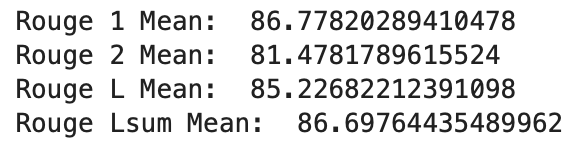 Rouge 1 Mean:  86.77820289410478
Rouge 2 Mean:  81.4781789615524
Rouge L Mean:  85.22682212391098
Rouge Lsum Mean:  86.69764435489962